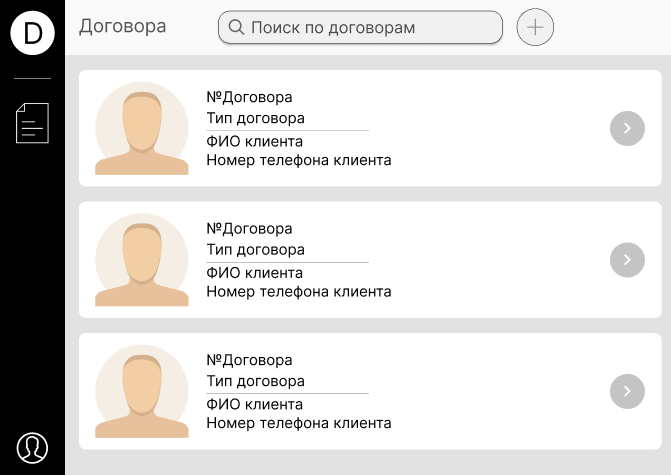 D
Договора
Поиск по договорам
№Договора
Тип договора
ФИО клиента
Номер телефона клиента
№Договора
Тип договора
ФИО клиента
Номер телефона клиента
№Договора
Тип договора
ФИО клиента
Номер телефона клиента